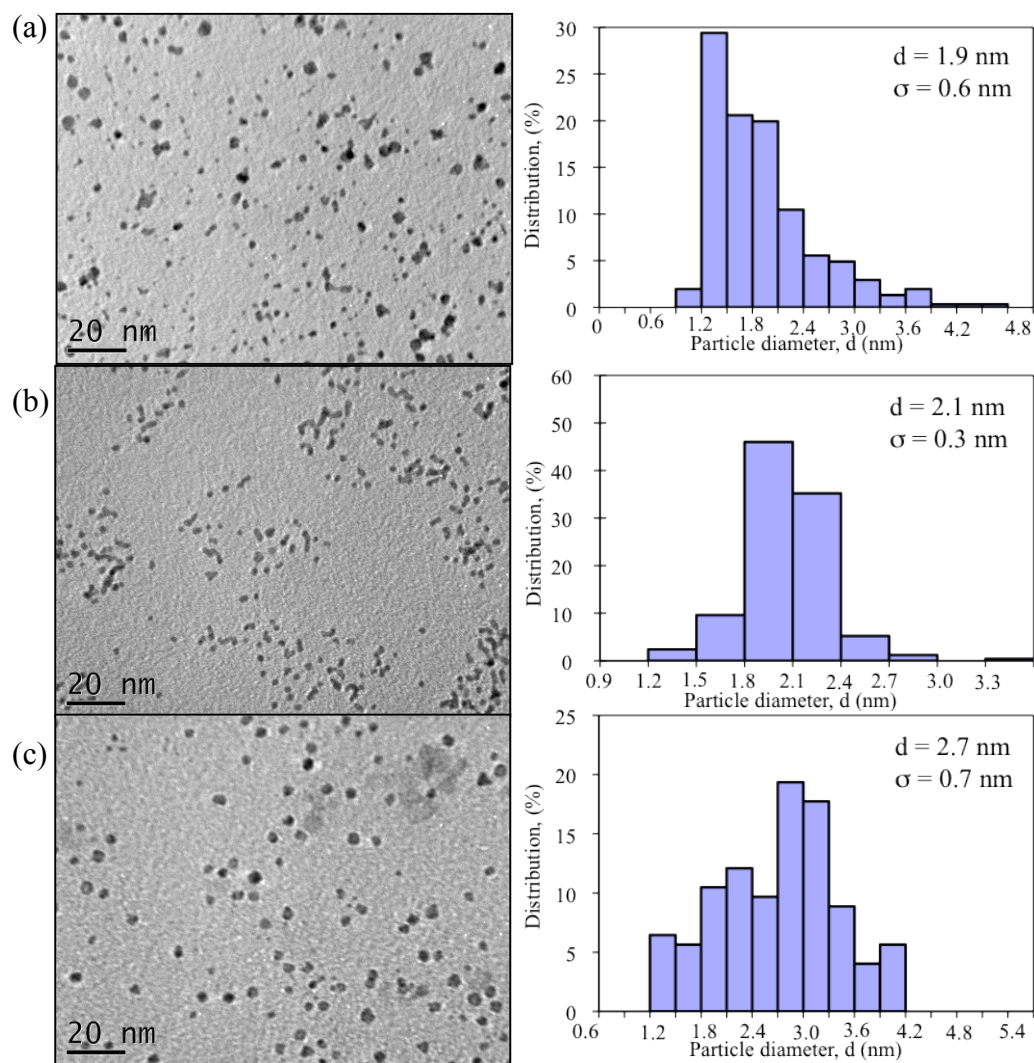 (a)
20 nm
30
25
20
15
10
5
0
Distribution, (%)
d = 1.9 nm
σ = 0.6 nm
0 0.6 1.2 1.8 2.4 3.0 3.6 4.2 4.8
Particle diameter, d (nm)
(b)
20 nm
60
50
40
30
20
10
0
Distribution, (%)
d = 2.1 nm
σ = 0.3 nm
0.9 1.2 1.5 1.8 2.1 2.4 2.7 3.0 3.3
Particle diameter, d (nm)
(c)
20 nm
25
20
15
10
5
0
Distribution, (%)
d = 2.7 nm
σ = 0.7 nm
0.6 1.2 1.8 2.4 3.0 3.6 4.2 4.8 5.4
Particle diameter, d (nm)